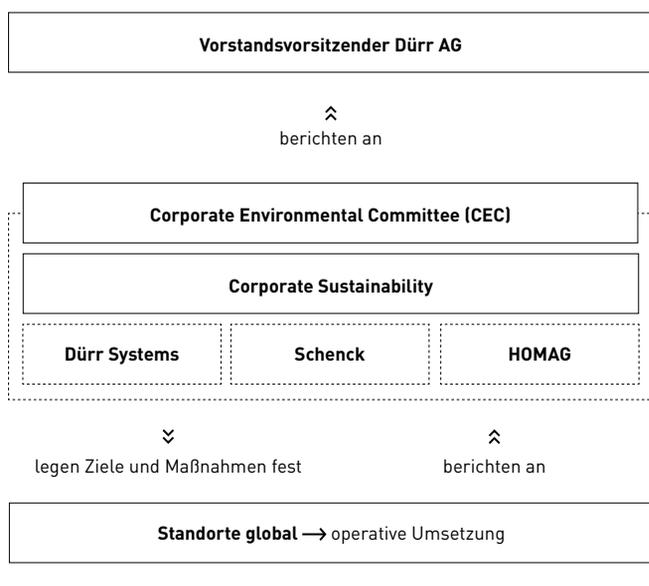 Vorstandsvorsitzender Dürr AG
berichten an
Corporate Environmental Committee (CEC)
Corporate Sustainability
Dürr Systems
Schenck
HOMAG
legen Ziele und Maßnahmen fest
berichten an
Standorte global → operative Umsetzung